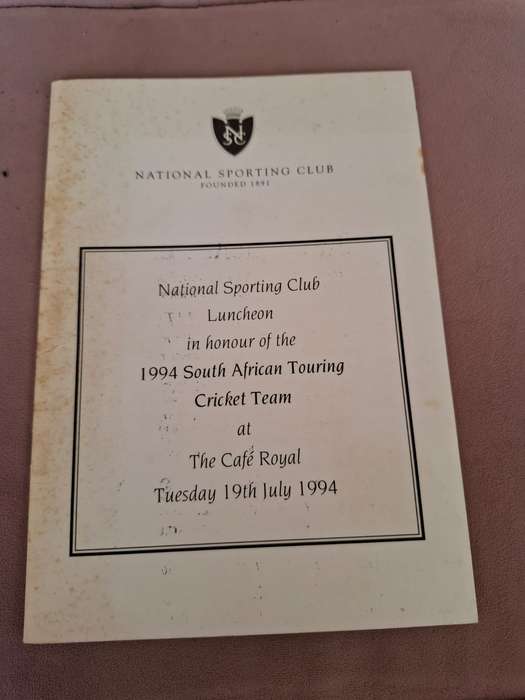 NSC
NATIONAL SPORTING CLUB
FOUNDED 1891
National Sporting Club
Luncheon
in honour of the
1994 South African Touring
Cricket Team
at
The Café Royal
Tuesday 19th July 1994